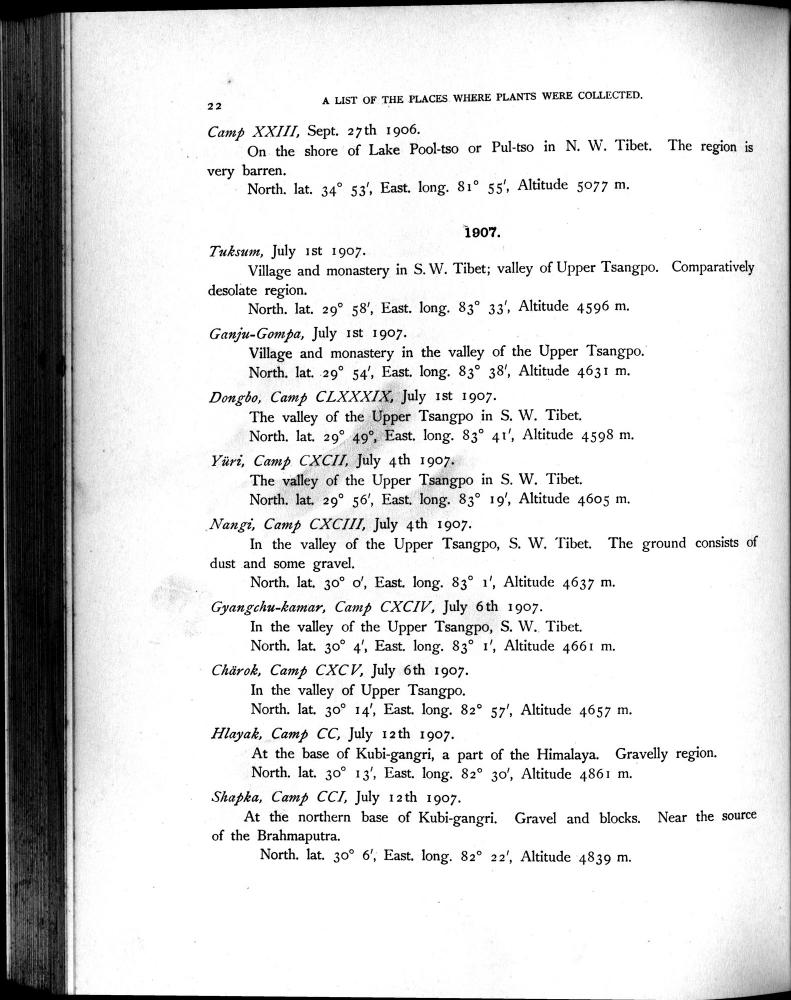 22
A LIST OF THE PLACES WHERE PLANTS WERE COLLECTED.
Camp XXIII, Sept. 27th 1906.
On the shore of Lake Pool-tso or Pul-tso in N. W. Tibet. The region is
very barren.
North. lat. 34° 53′, East. long. 81° 55′, Altitude 5077 m.
1907.
Tuksum, July 1st 1907.
Village and monastery in S. W. Tibet; valley of Upper Tsangpo. Comparatively
desolate region.
North. lat. 29° 58′, East. long. 83° 33′, Altitude 4596 m.
Ganju-Gompa, July 1st 1907.
Village and monastery in the valley of the Upper Tsangpo.
North. lat. 29° 54′, East. long. 83° 38′, Altitude 4631 m.
Dongbo, Camp CLXXXIX, July 1st 1907.
The valley of the Upper Tsangpo in S. W. Tibet.
North. lat. 29° 49°, East. long. 83° 41′, Altitude 4598 m.
Yüri, Camp CXCII, July 4th 1907.
The valley of the Upper Tsangpo in S. W. Tibet.
North. lat. 29° 56′, East. long. 83° 19′, Altitude 4605 m.
Nangi, Camp CXCIII, July 4th 1907.
In the valley of the Upper Tsangpo, S. W. Tibet. The ground consists of
dust and some gravel.
North. lat. 30° 0′, East. long. 83° 1′, Altitude 4637 m.
Gyangchu-kamar, Camp CXCIV, July 6th 1907.
In the valley of the Upper Tsangpo, S. W. Tibet.
North. lat. 30° 4′, East. long. 83° 1′, Altitude 4661 m.
Chärok, Camp CXCV, July 6th 1907.
In the valley of Upper Tsangpo.
North. lat. 30° 14′, East. long. 82° 57′, Altitude 4657 m.
Hlayak, Camp CC, July 12th 1907.
At the base of Kubi-gangri, a part of the Himalaya. Gravelly region.
North. lat. 30° 13′, East. long. 82° 30′, Altitude 4861 m.
Shapka, Camp CCI, July 12th 1907.
At the northern base of Kubi-gangri. Gravel and blocks. Near the source
of the Brahmaputra.
North. lat. 30° 6′, East. long. 82° 22′, Altitude 4839 m.